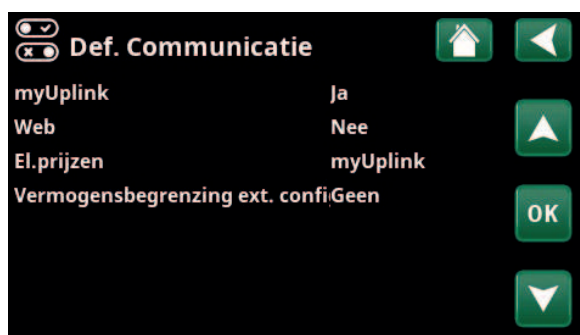 Def. Communicatie
myUplink Ja
Web Nee
El.prijzen myUplink
Vermogensbegrenzing ext. confi Geen
OK